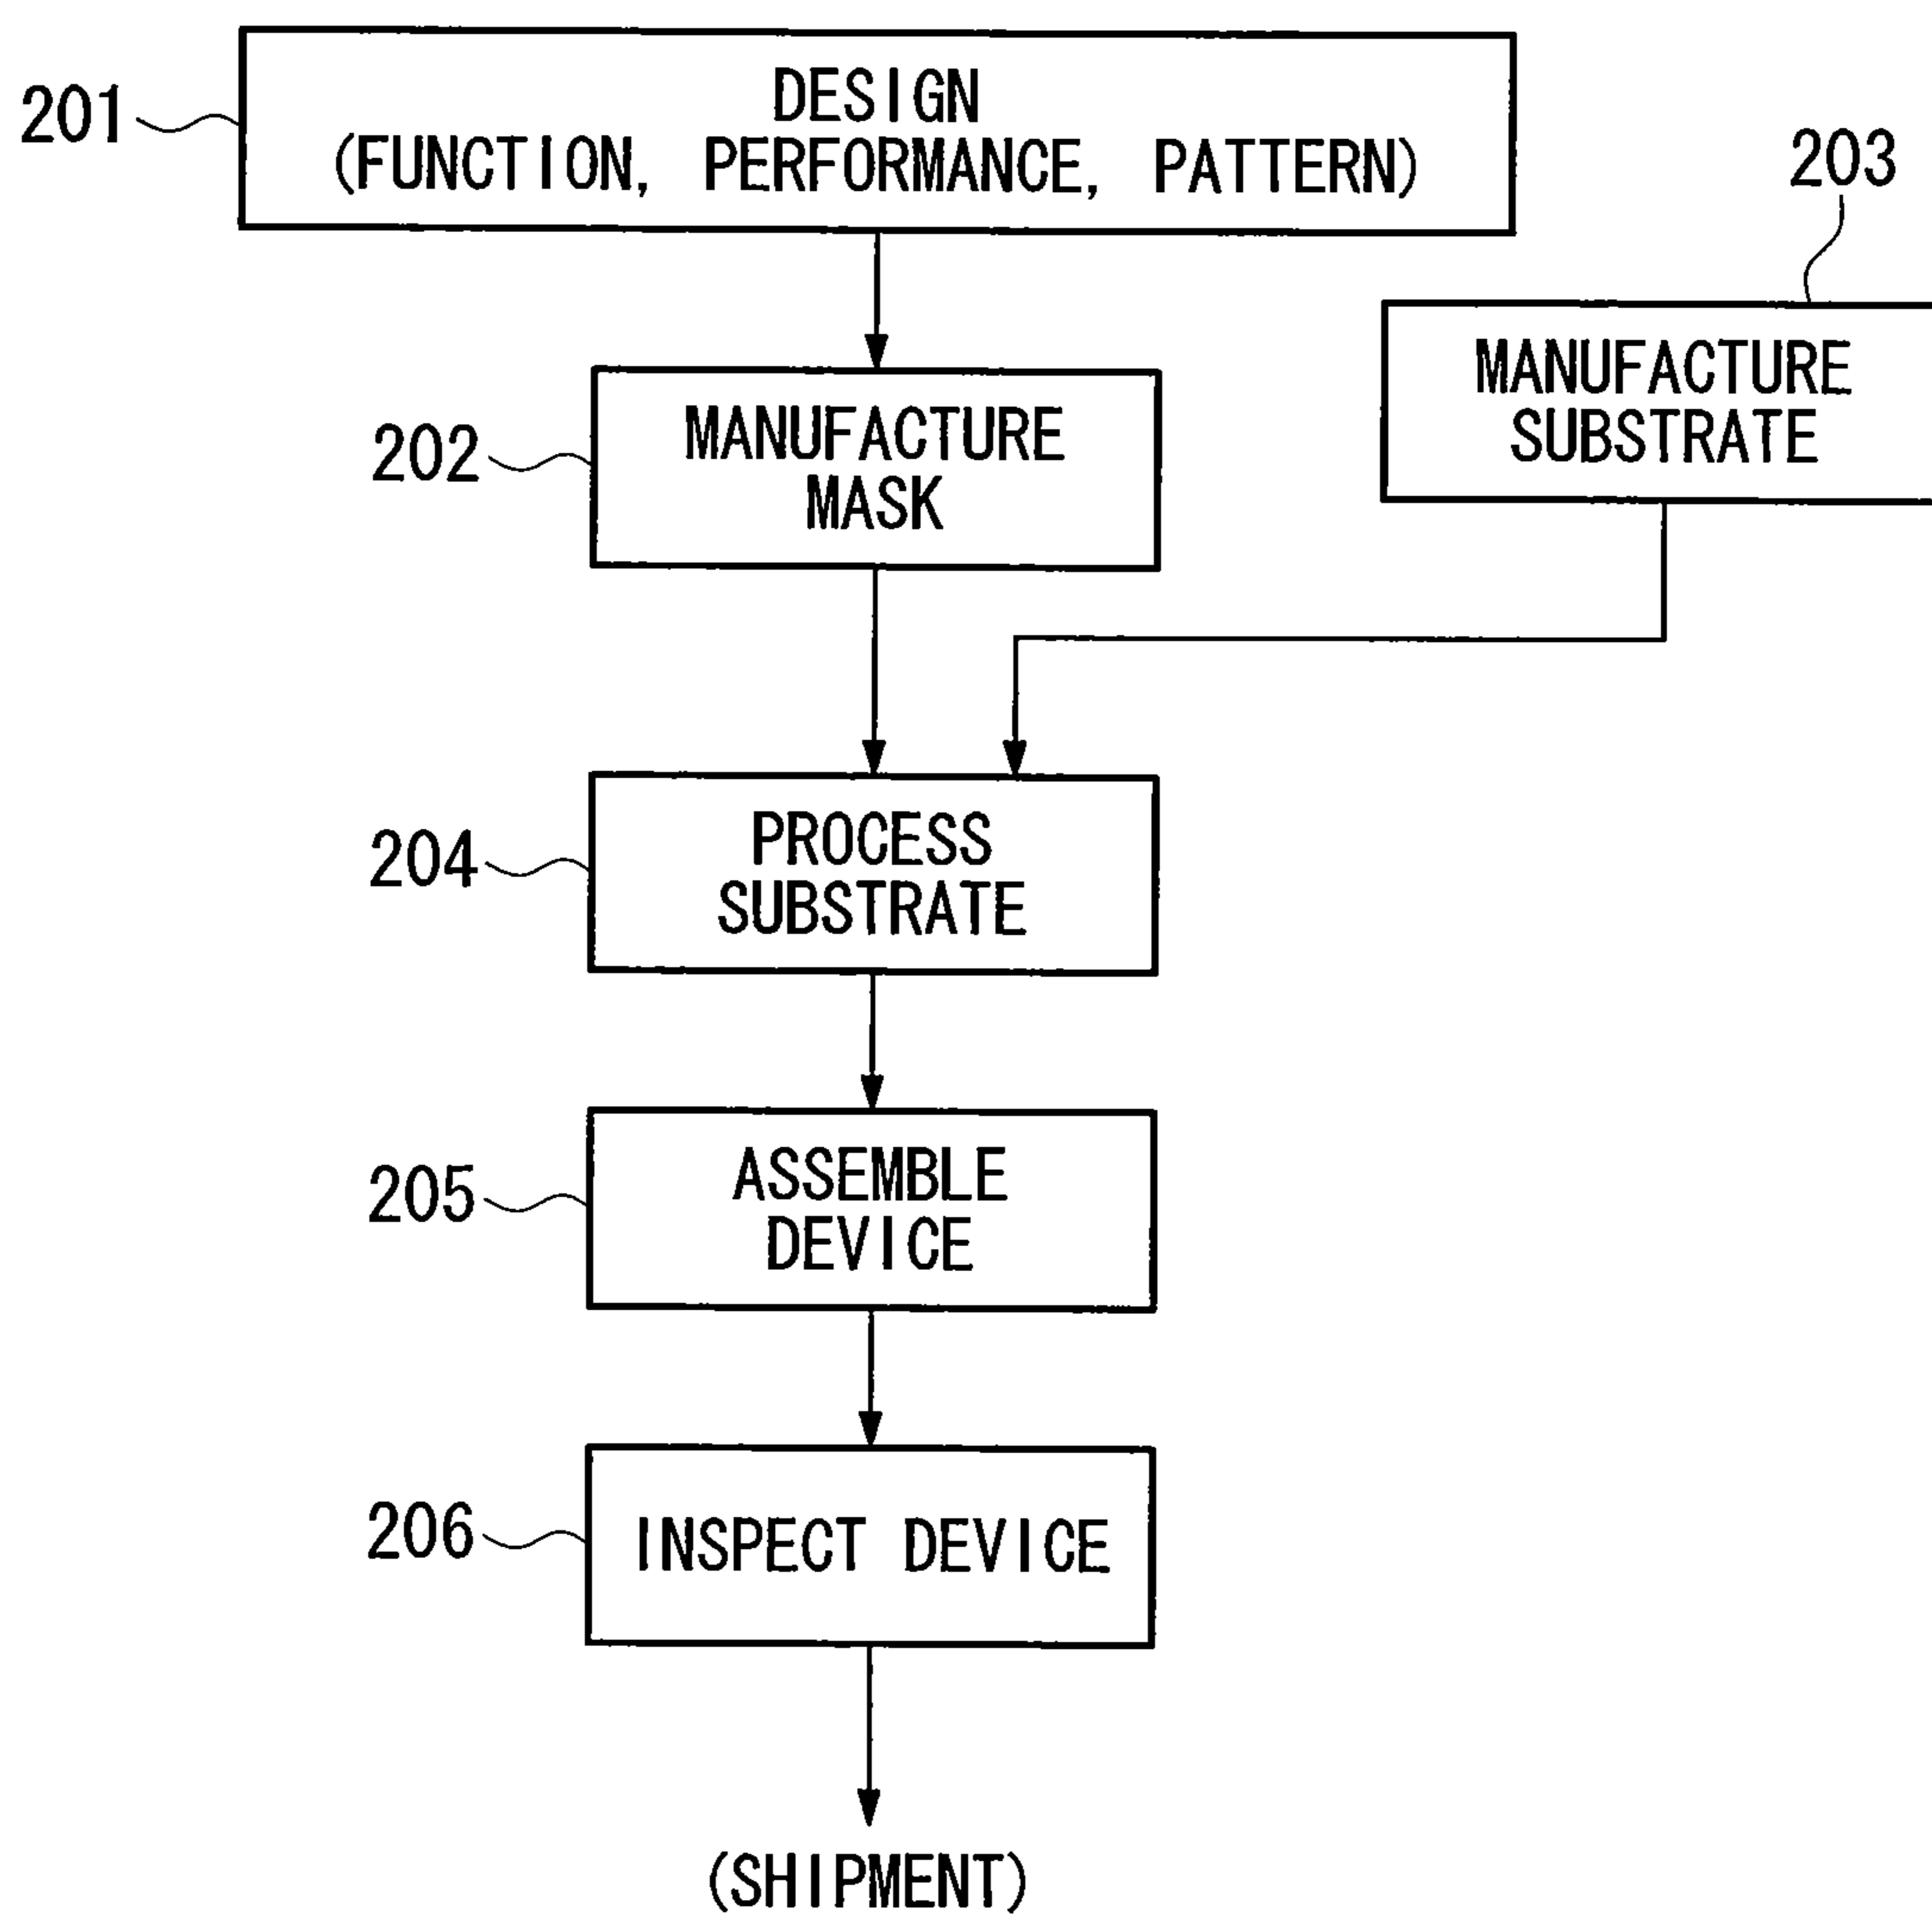 201
DESIGN
(FUNCTION, PERFORMANCE, PATTERN)
203
MANUFACTURE
SUBSTRATE
202
MANUFACTURE
MASK
204
PROCESS
SUBSTRATE
205
ASSEMBLE
DEVICE
206
INSPECT DEVICE
(SHIPMENT)